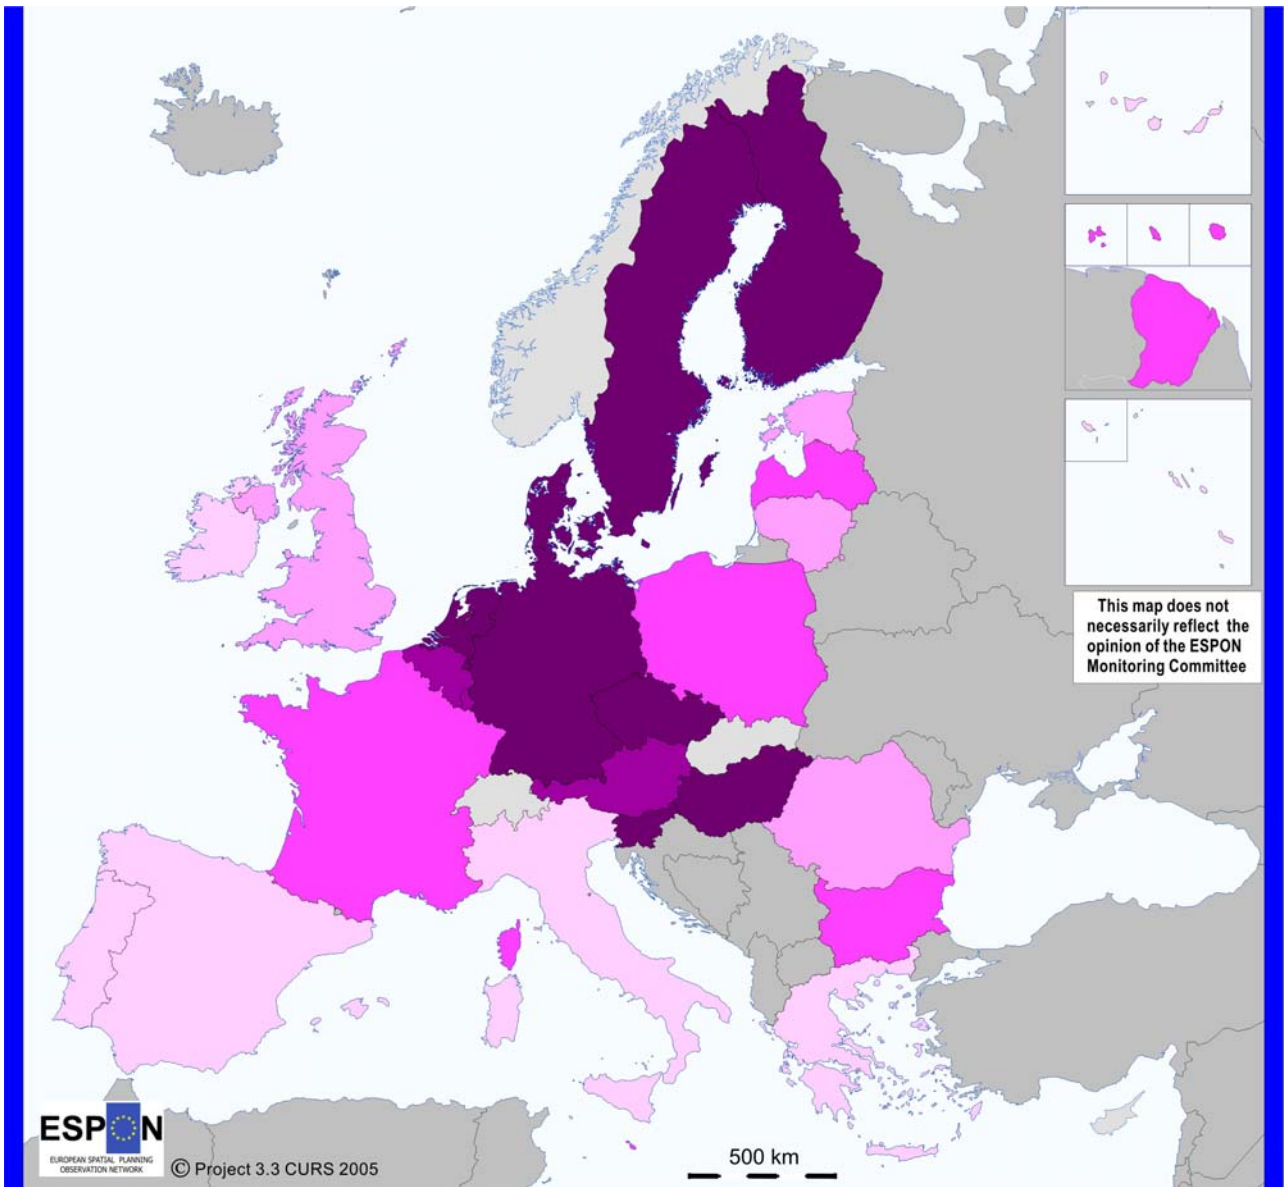 This map does not
necessarily reflect the
opinion of the ESPON
Monitoring Committee
ESPON
EUROPEAN SPATIAL PLANNING
OBSERVATION NETWORK
© Project 3.3 CURS 2005
500 km